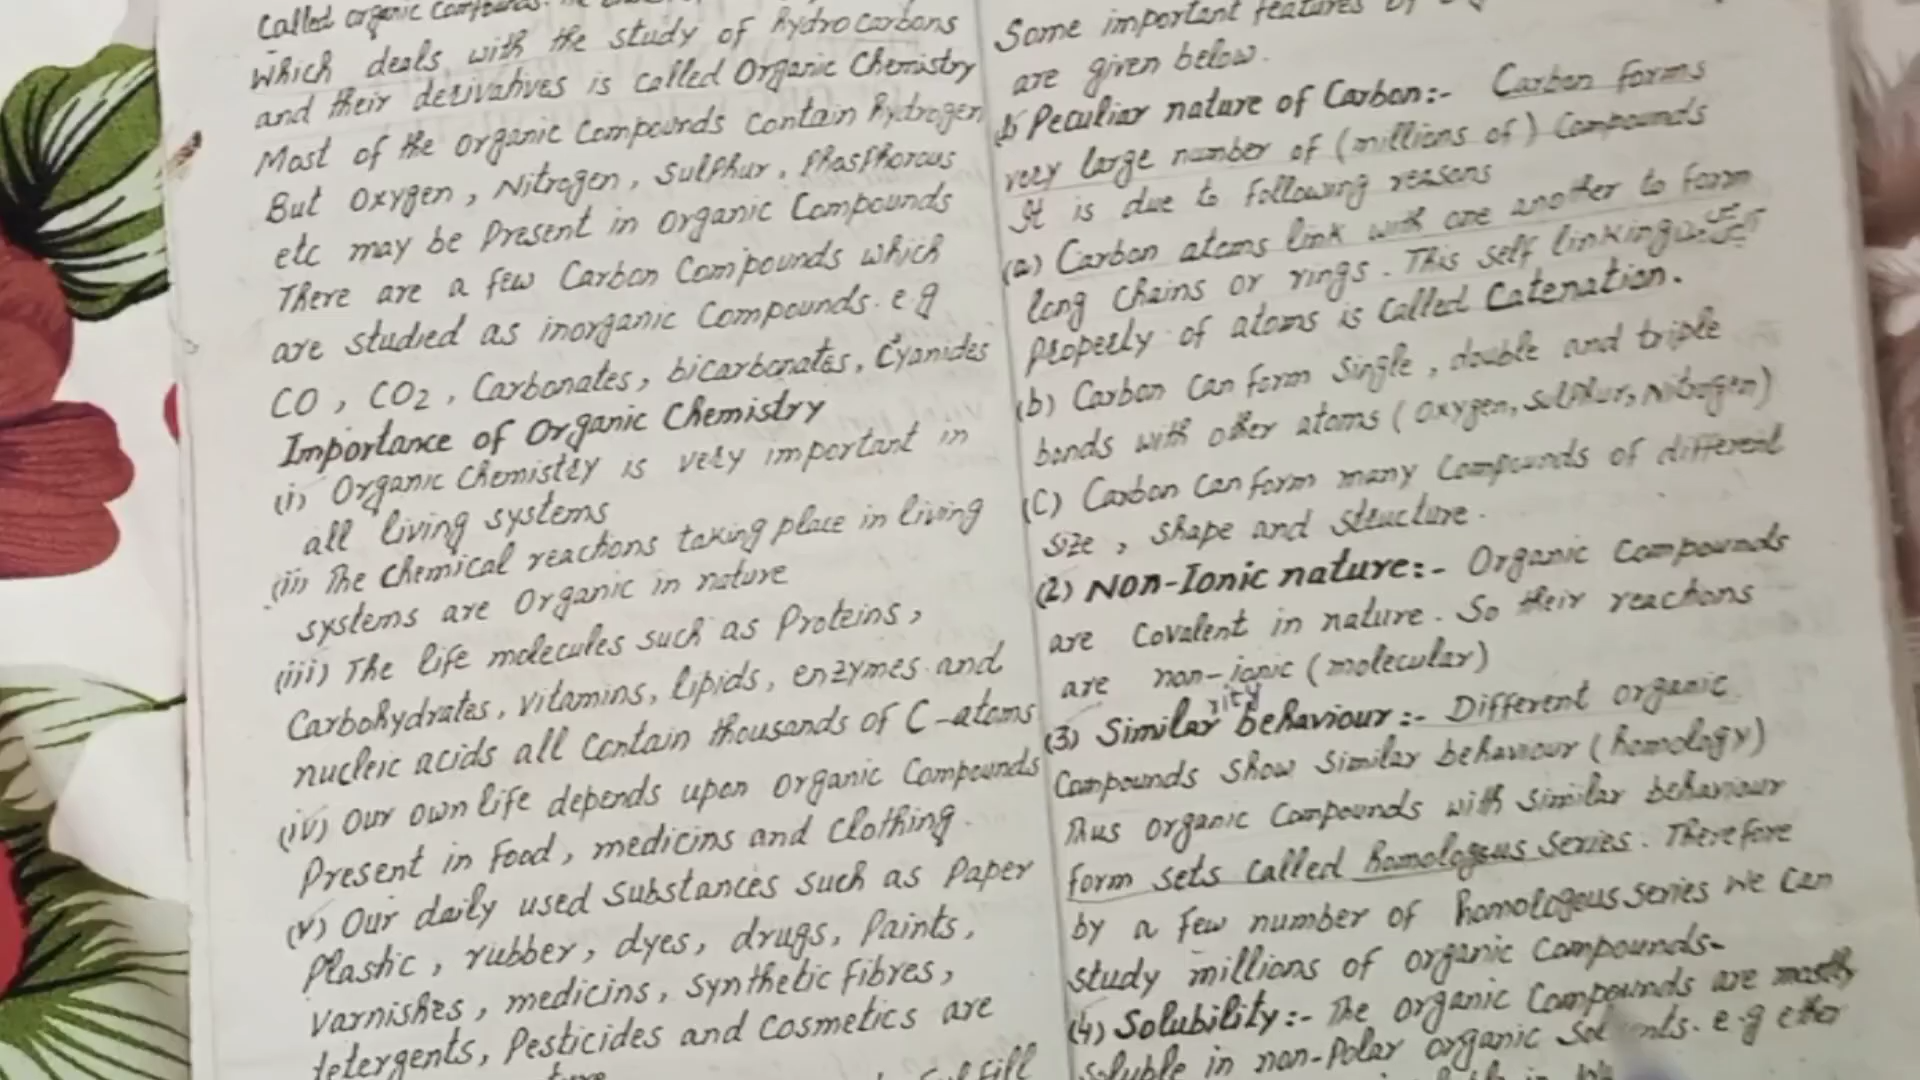 Called organic Compounds. The
which deals with the study of hydrocarbons
and their derivatives is called Organic Chemistry
Most of the organic Compounds Contain hydrogen
But Oxygen, Nitrogen, Sulphur, Phosphorous
etc may be Present in organic Compounds
There are a few Carbon Compounds which
are studied as inorganic Compounds. e.g
CO, CO2, Carbonates, bicarbonates, Cyanides
Importance of Organic Chemistry
(i) Organic Chemistry is very important in
all living systems
(ii) The Chemical reactions taking place in living
systems are Organic in nature
(iii) The life molecules such as Proteins,
Carbohydrates, vitamins, lipids, enzymes and
nucleic acids all Contain thousands of C-atoms
(iv) Our own life depends upon organic Compounds
Present in Food, medicins and Clothing.
(v) Our daily used Substances such as Paper
Plastic, rubber, dyes, drugs, Paints,
varnishes, medicins, synthetic fibres,
detergents, Pesticides and Cosmetics are
Some important features of
are given below.
(1) Peculiar nature of Carbon:- Carbon forms
very large number of (millions of) Compounds
It is due to following reasons
(a) Carbon atoms link with one another to form
long Chains or rings. This self linking
Property of atoms is Called Catenation.
(b) Carbon Can form Single, double and triple
bonds with other atoms (oxygen, sulphur, Nitrogen)
(C) Carbon Can form many Compounds of different
size, shape and structure.
(2) Non-Ionic nature:- Organic Compounds
are Covalent in nature. So their reactions
are non-ionic (molecular)
rity
(3) Similar behaviour:- Different organic
Compounds Show Similar behaviour (homology)
Thus organic Compounds with Similar behaviour
form sets called homologous series. Therefore
by a few number of homologous series we Can
study millions of organic Compounds.
(4) Solubility:- The organic Compounds are mostly
Soluble in non-Polar organic e.g ether